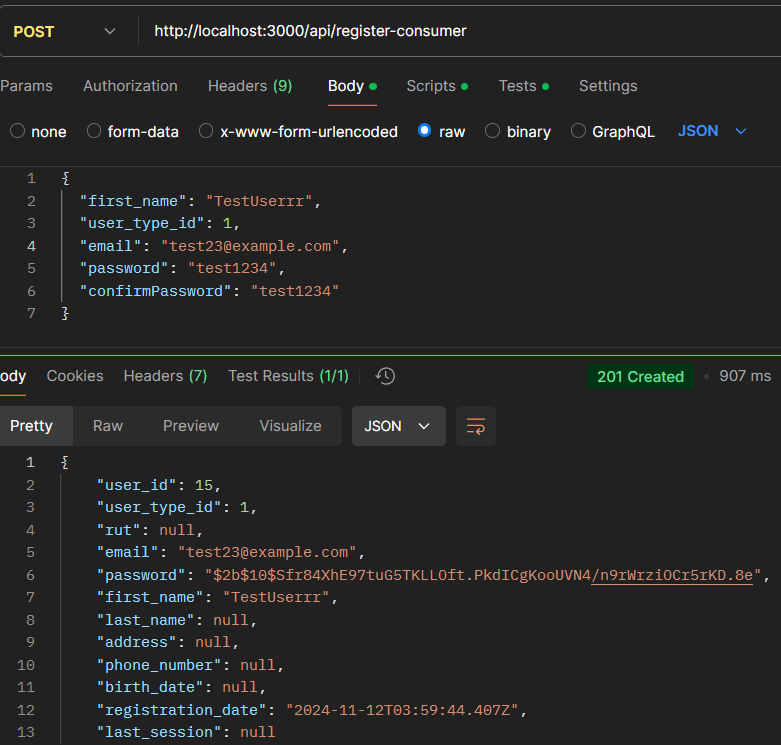 POST http://localhost:3000/api/register-consumer
Params Authorization Headers (9) Body Scripts Tests Settings
none form-data x-www-form-urlencoded raw binary GraphQL JSON
1 {
2 "first_name": "TestUserrr",
3 "user_type_id": 1,
4 "email": "test23@example.com",
5 "password": "test1234",
6 "confirmPassword": "test1234"
7 }
ody Cookies Headers (7) Test Results (1/1) 201 Created • 907 ms
Pretty Raw Preview Visualize JSON
1 {
2 "user_id": 15,
3 "user_type_id": 1,
4 "rut": null,
5 "email": "test23@example.com",
6 "password": "$2b$10$Sfr84XhE97tuG5TKLLOft.PkdICgKooUVN4/n9rWrziOCr5rKD.8e",
7 "first_name": "TestUserrr",
8 "last_name": null,
9 "address": null,
10 "phone_number": null,
11 "birth_date": null,
12 "registration_date": "2024-11-12T03:59:44.407Z",
13 "last_session": null